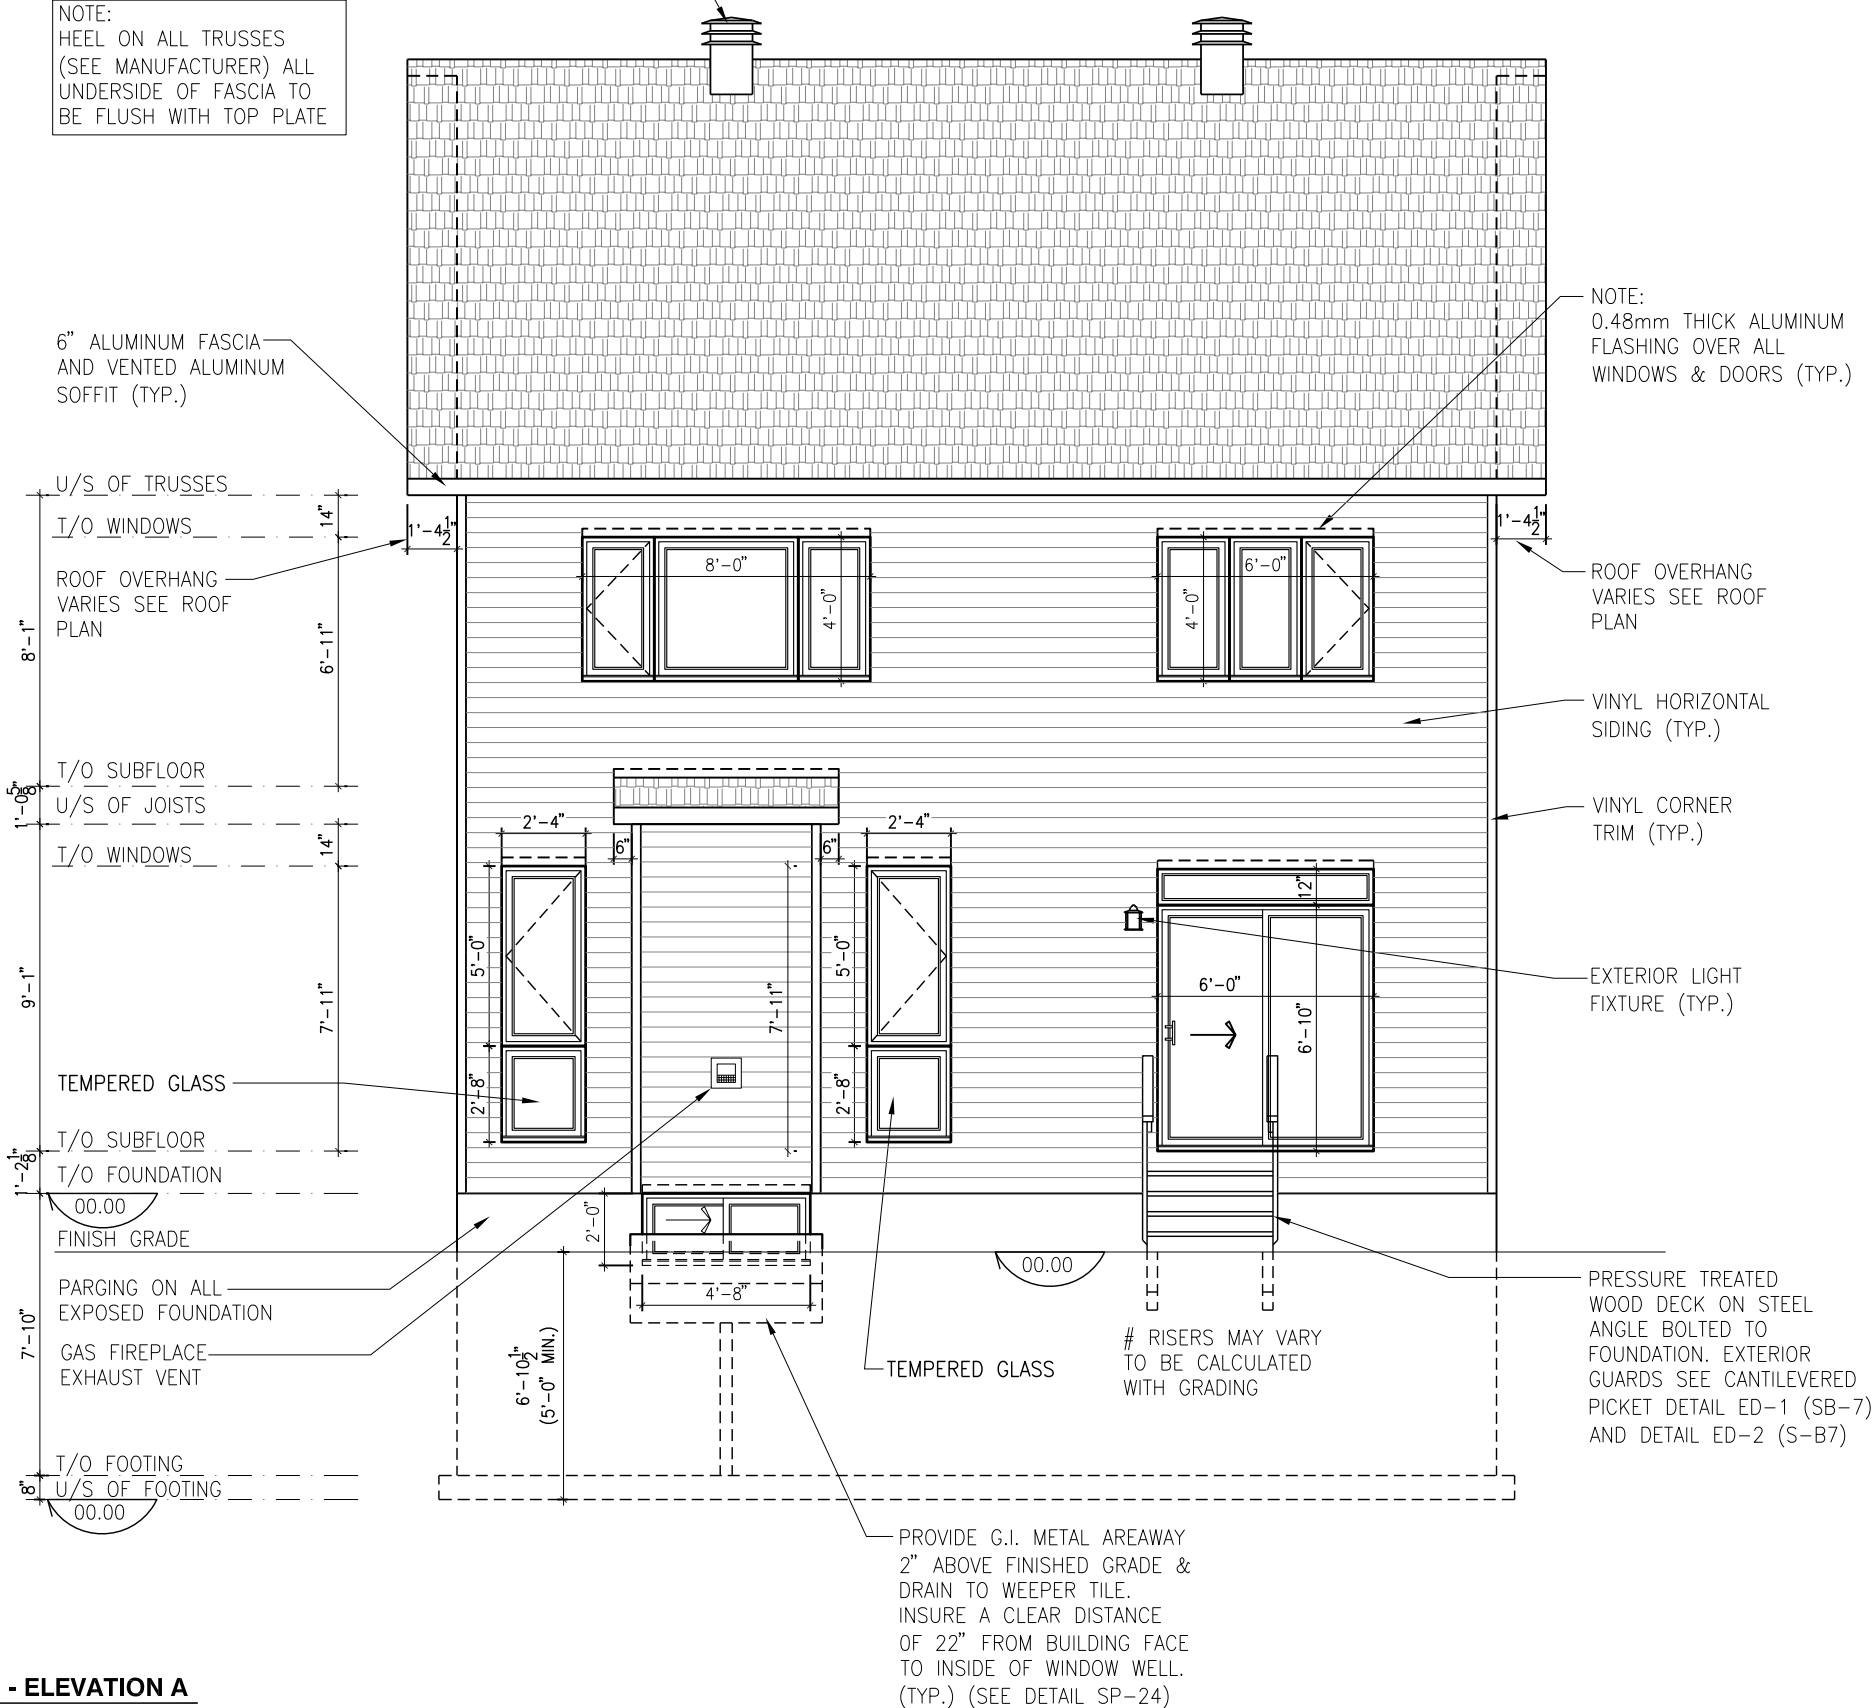 NOTE:
HEEL ON ALL TRUSSES
(SEE MANUFACTURER) ALL
UNDERSIDE OF FASCIA TO
BE FLUSH WITH TOP PLATE
NOTE:
0.48mm THICK ALUMINUM
FLASHING OVER ALL
WINDOWS & DOORS (TYP.)
6" ALUMINUM FASCIA
AND VENTED ALUMINUM
SOFFIT (TYP.)
U/S OF TRUSSES
14"
T/O WINDOWS
1'-4½"
1'-4½"
ROOF OVERHANG
VARIES SEE ROOF
PLAN
8'-1"
6'-11"
8'-0"
4'-0"
6'-0"
4'-0"
ROOF OVERHANG
VARIES SEE ROOF
PLAN
VINYL HORIZONTAL
SIDING (TYP.)
T/O SUBFLOOR
1'-0⅝"
U/S OF JOISTS
14"
T/O WINDOWS
2'-4"
6"
6"
2'-4"
VINYL CORNER
TRIM (TYP.)
9'-1"
7'-11"
5'-0"
7'-11"
5'-0"
12"
6'-0"
6'-10"
EXTERIOR LIGHT
FIXTURE (TYP.)
TEMPERED GLASS
2'-8"
2'-8"
T/O SUBFLOOR
1'-2⅛"
T/O FOUNDATION
00.00
2'-0"
FINISH GRADE
00.00
PARGING ON ALL
EXPOSED FOUNDATION
4'-8"
7'-10"
GAS FIREPLACE
EXHAUST VENT
6'-10½"
(5'-0" MIN.)
TEMPERED GLASS
# RISERS MAY VARY
TO BE CALCULATED
WITH GRADING
PRESSURE TREATED
WOOD DECK ON STEEL
ANGLE BOLTED TO
FOUNDATION. EXTERIOR
GUARDS SEE CANTILEVERED
PICKET DETAIL ED-1 (SB-7)
AND DETAIL ED-2 (S-B7)
T/O FOOTING
8"
U/S OF FOOTING
00.00
PROVIDE G.I. METAL AREAWAY
2" ABOVE FINISHED GRADE &
DRAIN TO WEEPER TILE.
INSURE A CLEAR DISTANCE
OF 22" FROM BUILDING FACE
TO INSIDE OF WINDOW WELL.
(TYP.) (SEE DETAIL SP-24)
- ELEVATION A